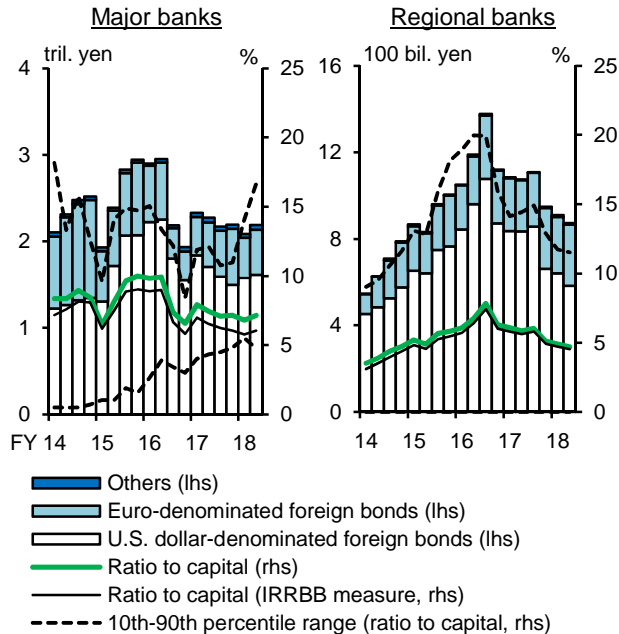 Major banks
Regional banks
tril. yen
%
100 bil. yen
%
4
25
16
25
20
20
3
12
15
15
2
8
10
10
1
4
5
5
0
0
0
0
FY 14 15 16 17 18
14 15 16 17 18
Others (lhs)
Euro-denominated foreign bonds (lhs)
U.S. dollar-denominated foreign bonds (lhs)
Ratio to capital (rhs)
Ratio to capital (IRRBB measure, rhs)
10th-90th percentile range (ratio to capital, rhs)